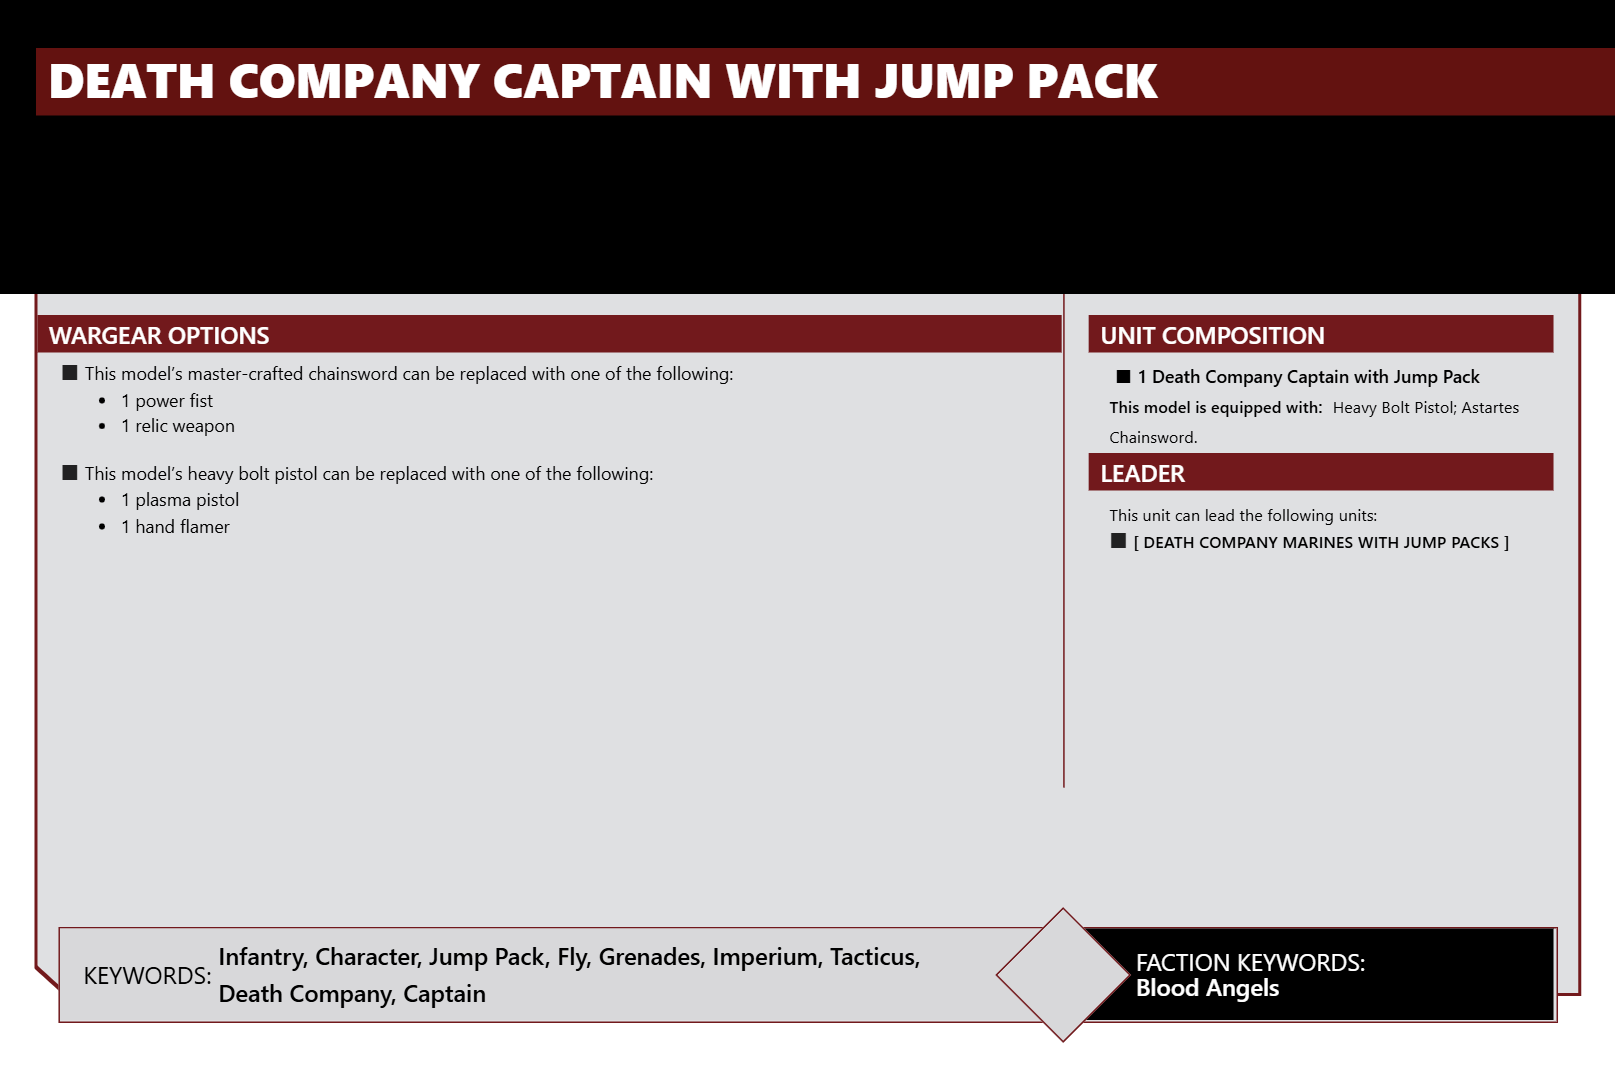 DEATH COMPANY CAPTAIN WITH JUMP PACK
WARGEAR OPTIONS
■ This model’s master-crafted chainsword can be replaced with one of the following:
• 1 power fist
• 1 relic weapon
■ This model’s heavy bolt pistol can be replaced with one of the following:
• 1 plasma pistol
• 1 hand flamer
UNIT COMPOSITION
■ 1 Death Company Captain with Jump Pack
This model is equipped with: Heavy Bolt Pistol; Astartes
Chainsword.
LEADER
This unit can lead the following units:
■ [ DEATH COMPANY MARINES WITH JUMP PACKS ]
KEYWORDS: Infantry, Character, Jump Pack, Fly, Grenades, Imperium, Tacticus,
Death Company, Captain
FACTION KEYWORDS:
Blood Angels